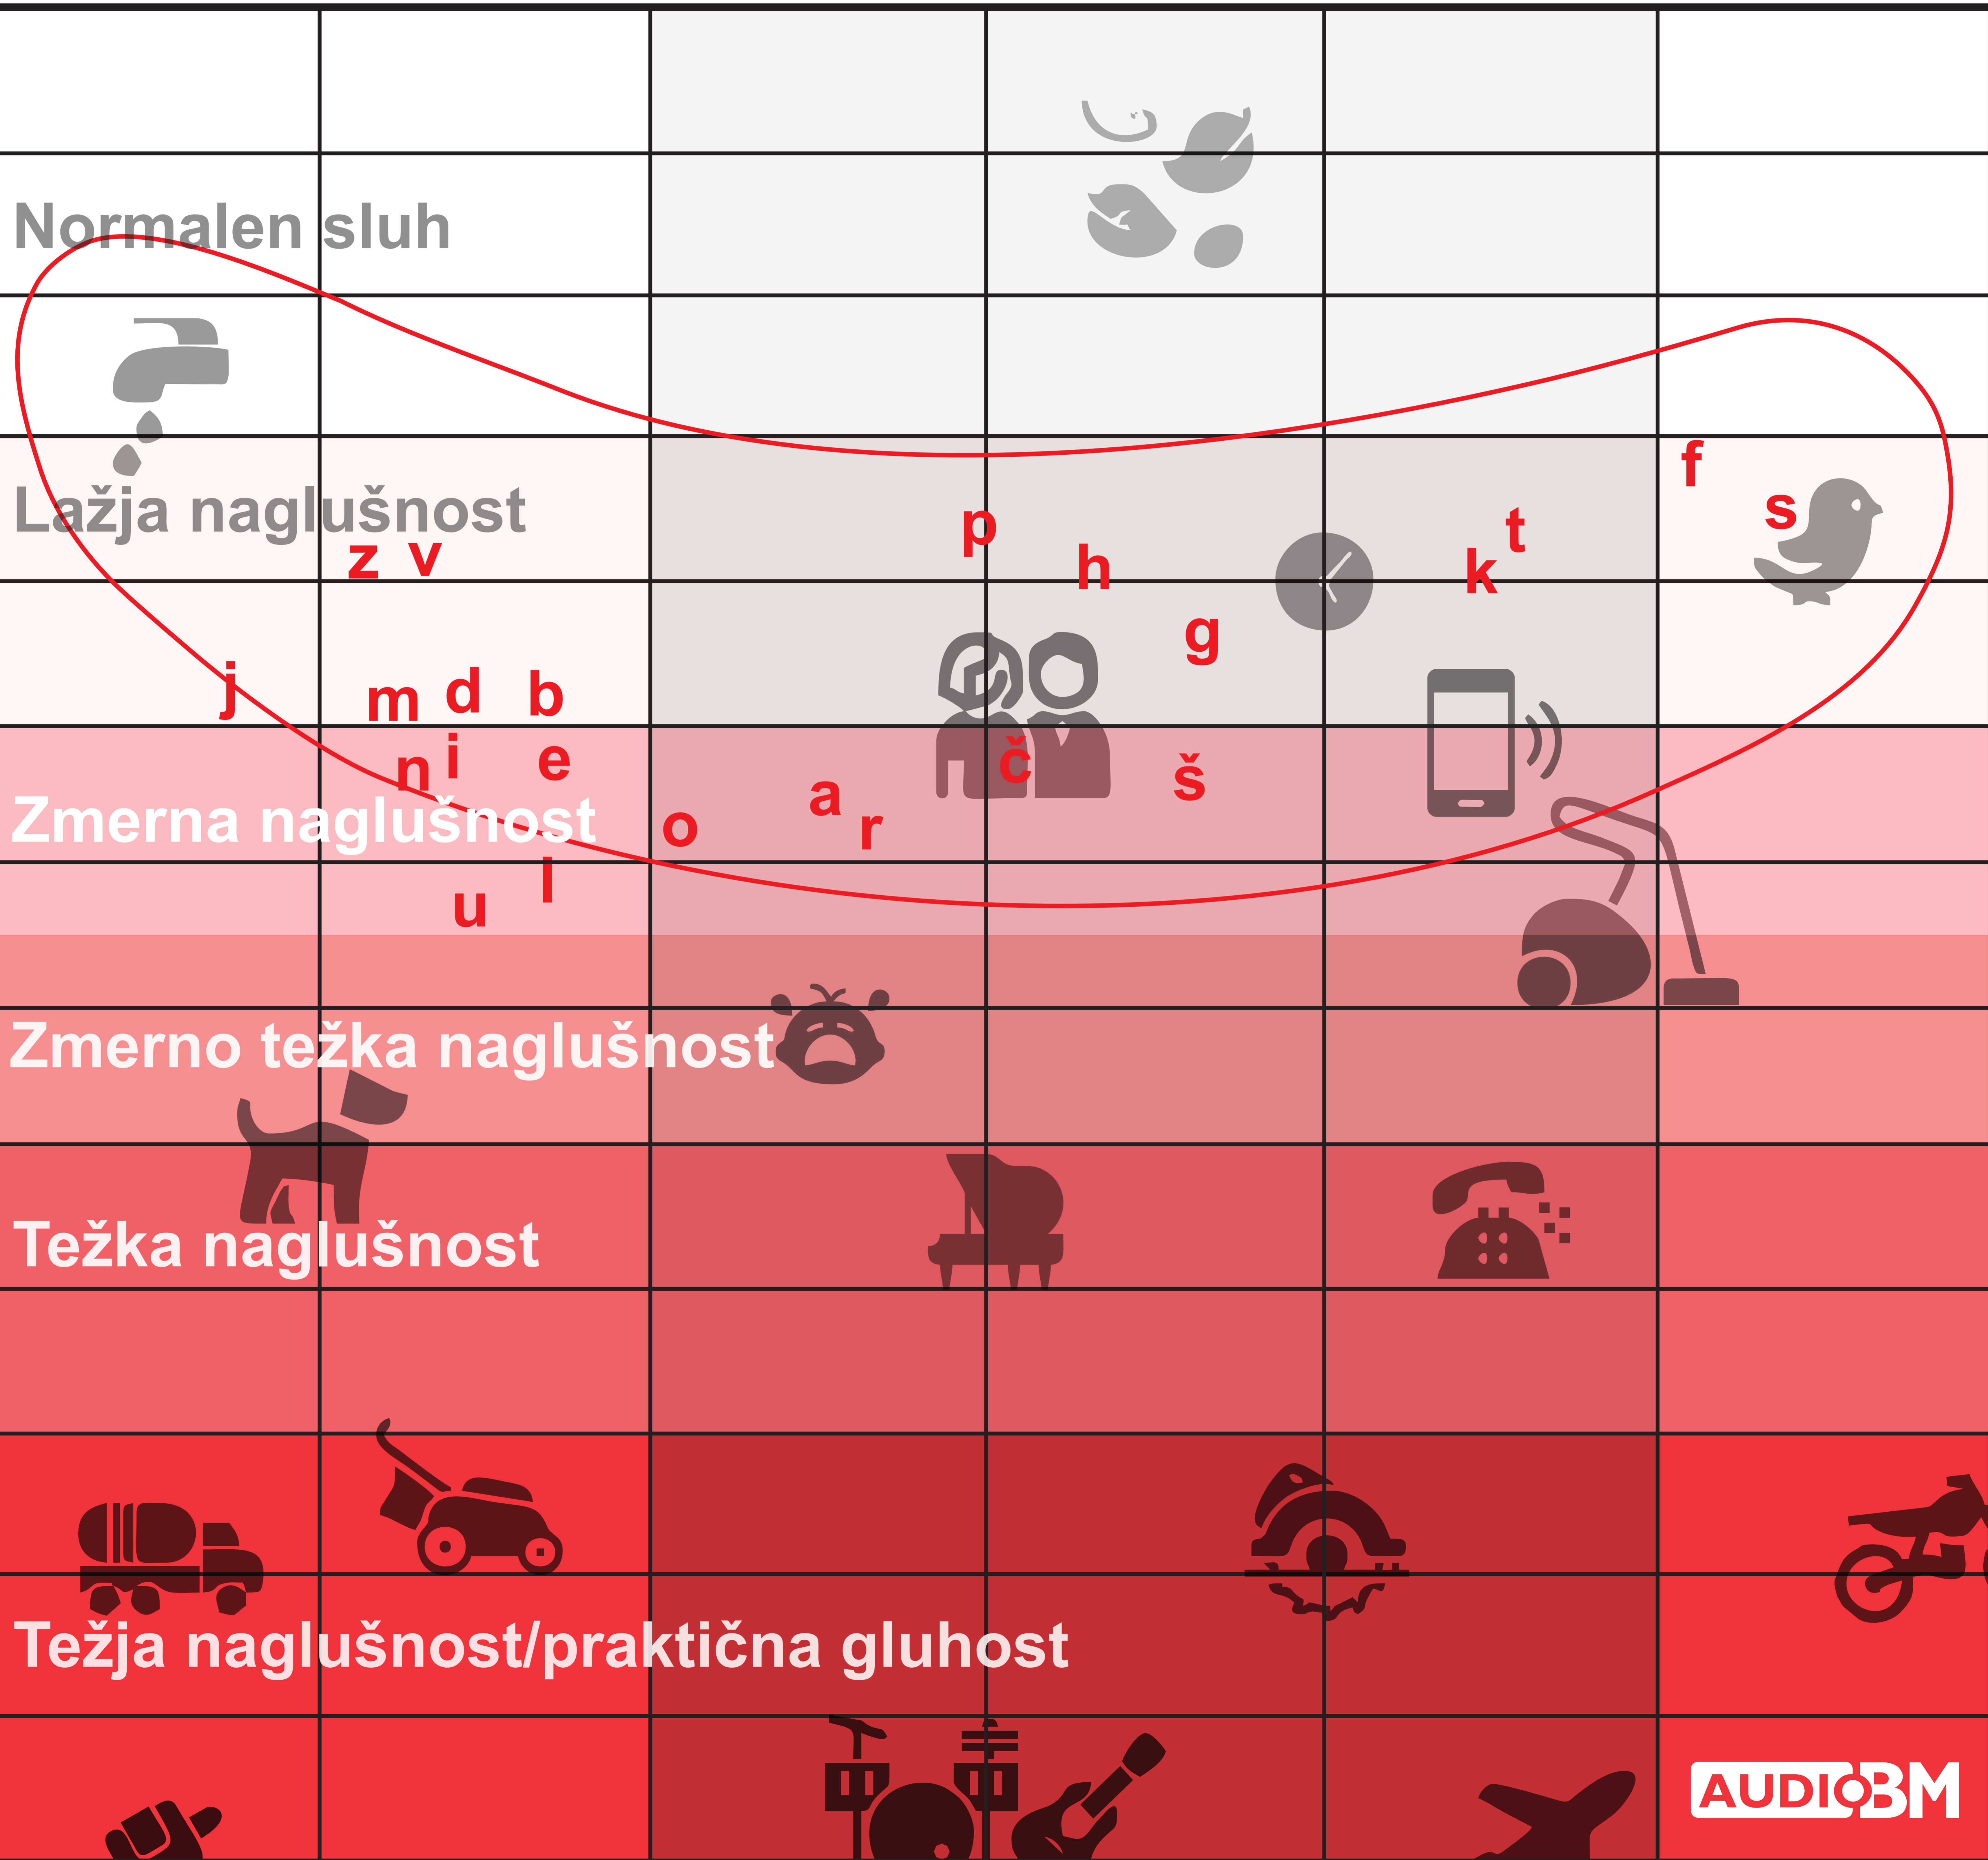 Normalen sluh
f
Lažja naglušnost
s
p
t
z v
h
k
g
j
m d b
n i e
č
š
a
Zmerna naglušnost
o
r
l
u
Zmerno težka naglušnost
Težka naglušnost
Težja naglušnost/praktična gluhost
AUDIOBM